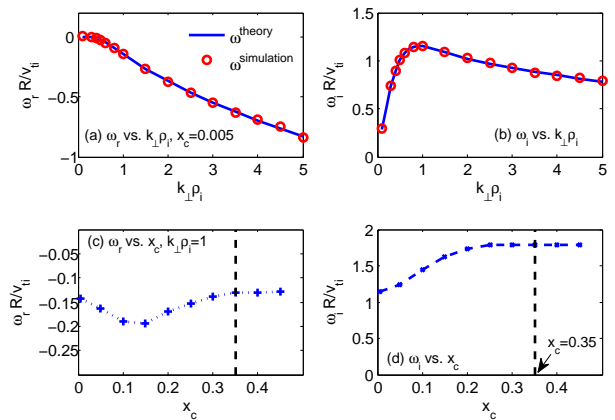 ω^theory
ω^simulation
(a) ω_r vs. k_⊥ρ_i, x_c=0.005
ω_r R/v_ti
0
−0.5
−1
0 1 2 3 4 5
k_⊥ρ_i
(b) ω_i vs. k_⊥ρ_i
ω_i R/v_ti
1.5
1
0.5
0
0 1 2 3 4 5
k_⊥ρ_i
(c) ω_r vs. x_c, k_⊥ρ_i=1
ω_r R/v_ti
−0.05
−0.1
−0.15
−0.2
−0.25
0 0.1 0.2 0.3 0.4
x_c
(d) ω_i vs. x_c
x_c=0.35
ω_i R/v_ti
2
1.5
1
0.5
0
0 0.1 0.2 0.3 0.4
x_c